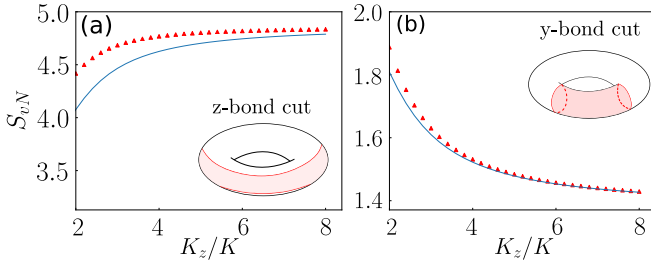 (a)
5.0
4.5
4.0
3.5
S_{vN}
z-bond cut
2
4
6
8
K_z/K
(b)
2.0
1.8
1.6
1.4
y-bond cut
2
4
6
8
K_z/K